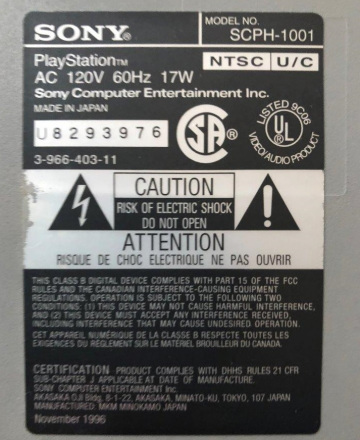 SONY®
MODEL NO.
SCPH-1001
PlayStation™
NTSC U/C
AC 120V 60Hz 17W
Sony Computer Entertainment Inc.
MADE IN JAPAN
U8293976
3-966-403-11
SA®
LISTED 9C06
UL®
VIDEO/AUDIO PRODUCT
CAUTION
RISK OF ELECTRIC SHOCK
DO NOT OPEN
ATTENTION
RISQUE DE CHOC ELECTRIQUE NE PAS OUVRIR
THIS CLASS B DIGITAL DEVICE COMPLIES WITH PART 15 OF THE FCC
RULES AND THE CANADIAN INTERFERENCE-CAUSING EQUIPMENT
REGULATIONS. OPERATION IS SUBJECT TO THE FOLLOWING TWO
CONDITIONS: (1) THIS DEVICE MAY NOT CAUSE HARMFUL INTERFERENCE,
AND (2) THIS DEVICE MUST ACCEPT ANY INTERFERENCE RECEIVED,
INCLUDING INTERFERENCE THAT MAY CAUSE UNDESIRED OPERATION.
CET APPAREIL NUMÉRIQUE DE LA CLASSE B RESPECTE TOUTES LES
EXIGENCES DU RÈGLEMENT SUR LE MATÉRIEL BROUILLEUR DU CANADA.
CERTIFICATION PRODUCT COMPLIES WITH DHHS RULES 21 CFR
SUB-CHAPTER J APPLICABLE AT DATE OF MANUFACTURE.
SONY COMPUTER ENTERTAINMENT INC.
AKASAKA OJI Bldg, 8-1-22, AKASAKA, MINATO-KU, TOKYO, 107 JAPAN
MANUFACTURED: MKM MINOKAMO JAPAN
November 1996